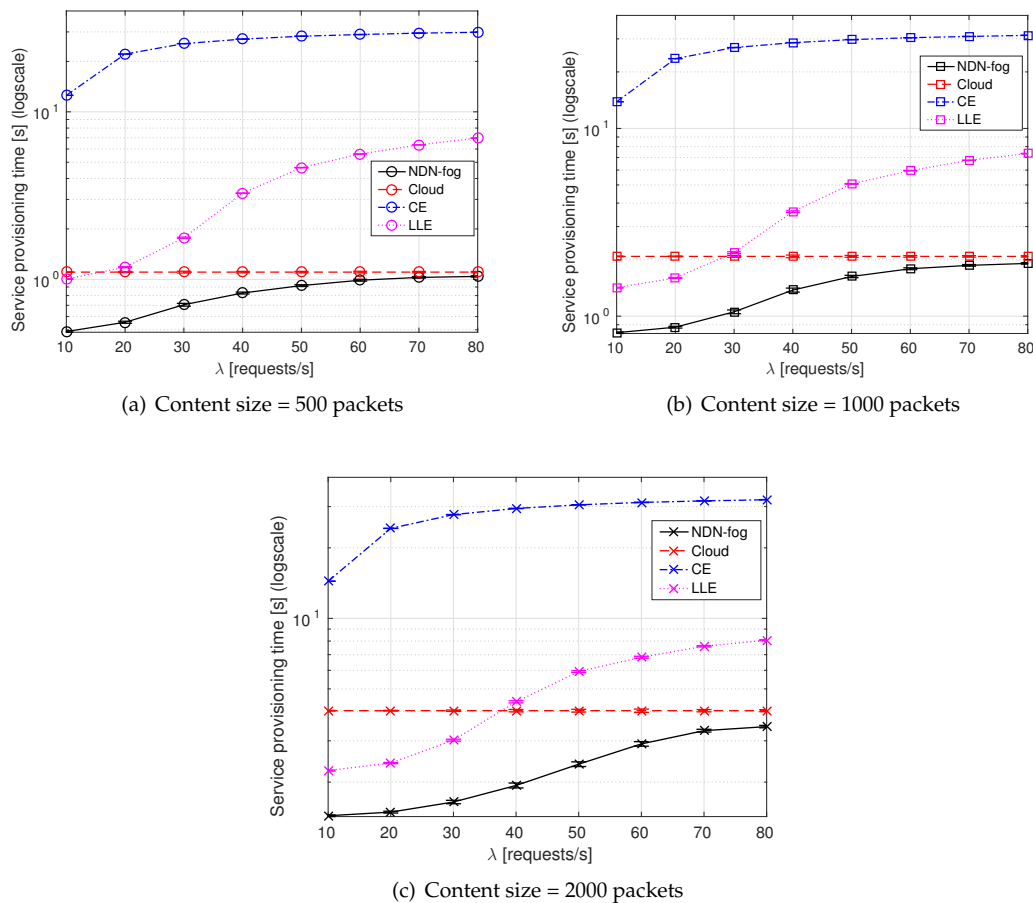 Service provisioning time [s] (logscale)
10^1
10^0
10 20 30 40 50 60 70 80
λ [requests/s]
NDN-fog
Cloud
CE
LLE
(a) Content size = 500 packets
Service provisioning time [s] (logscale)
10^1
10^0
10 20 30 40 50 60 70 80
λ [requests/s]
NDN-fog
Cloud
CE
LLE
(b) Content size = 1000 packets
Service provisioning time [s] (logscale)
10^1
10 20 30 40 50 60 70 80
λ [requests/s]
NDN-fog
Cloud
CE
LLE
(c) Content size = 2000 packets